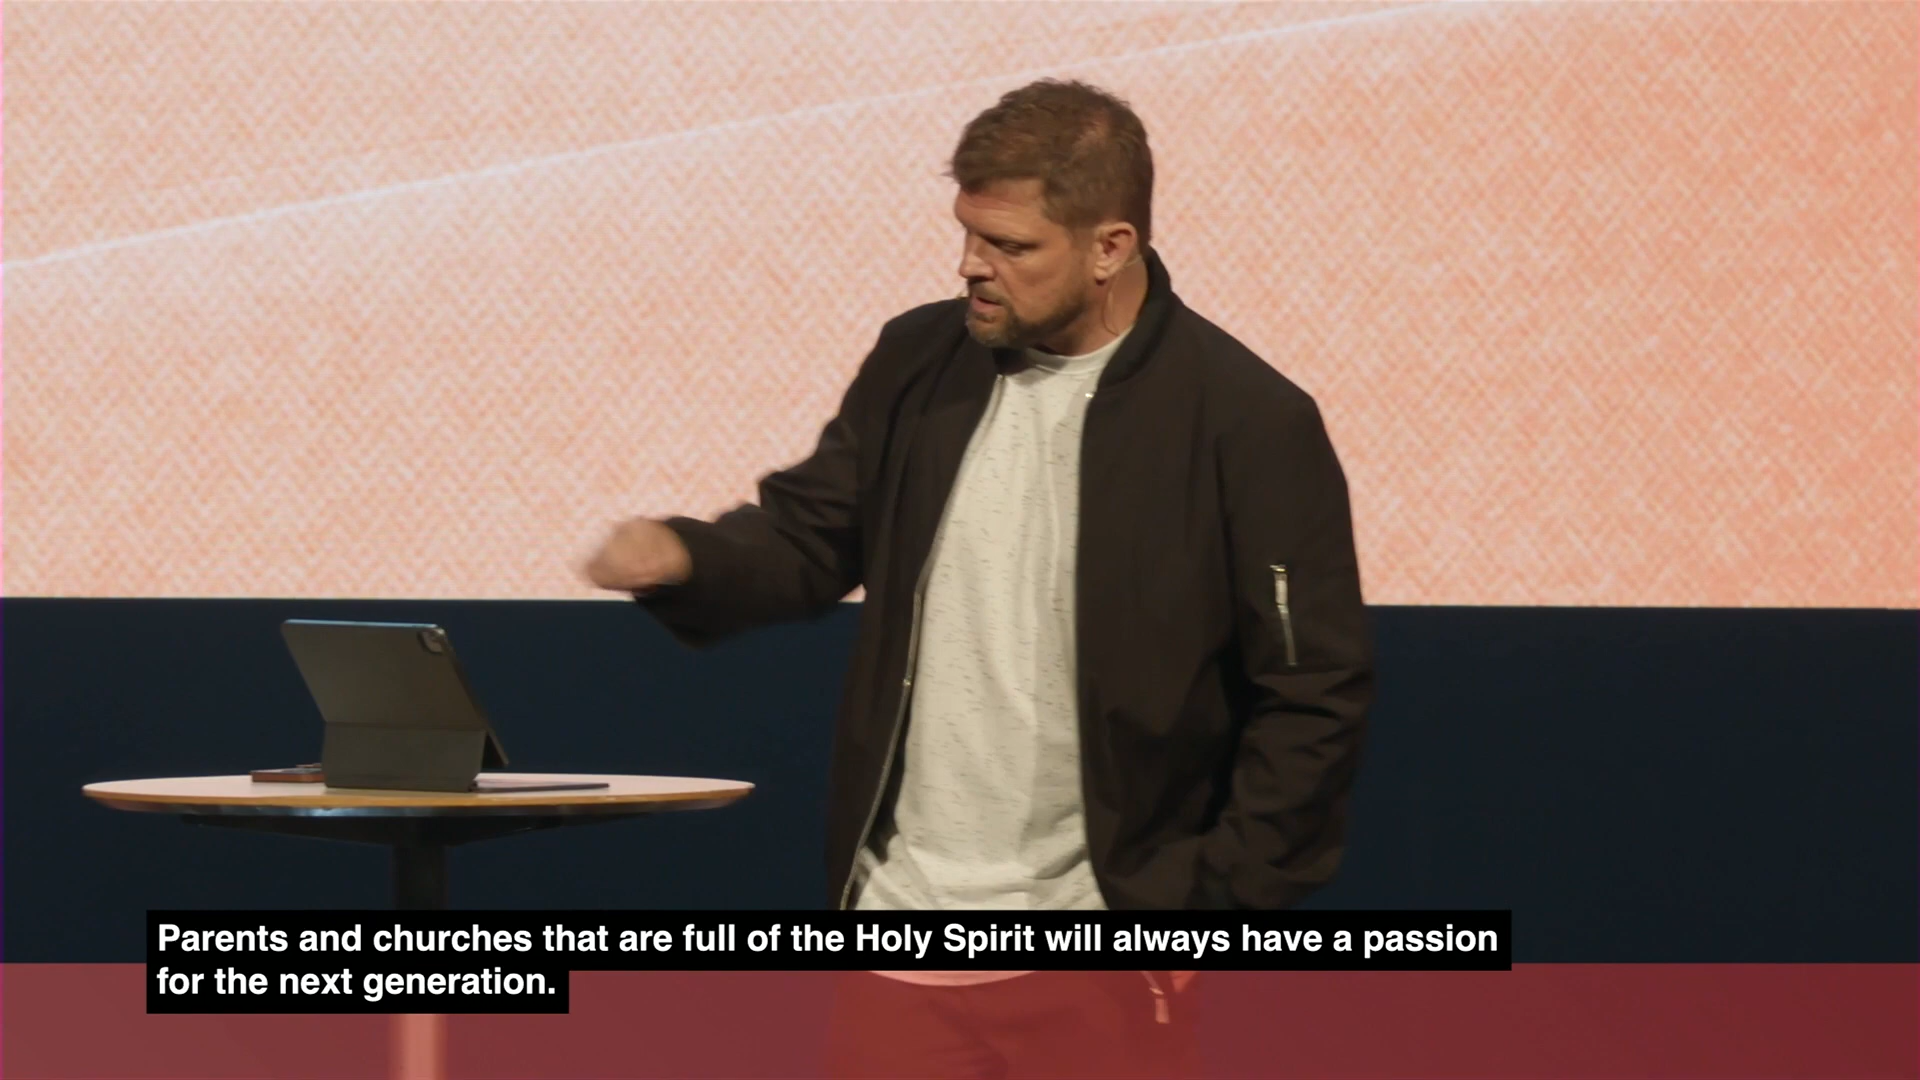 Parents and churches that are full of the Holy Spirit will always have a passion
for the next generation.